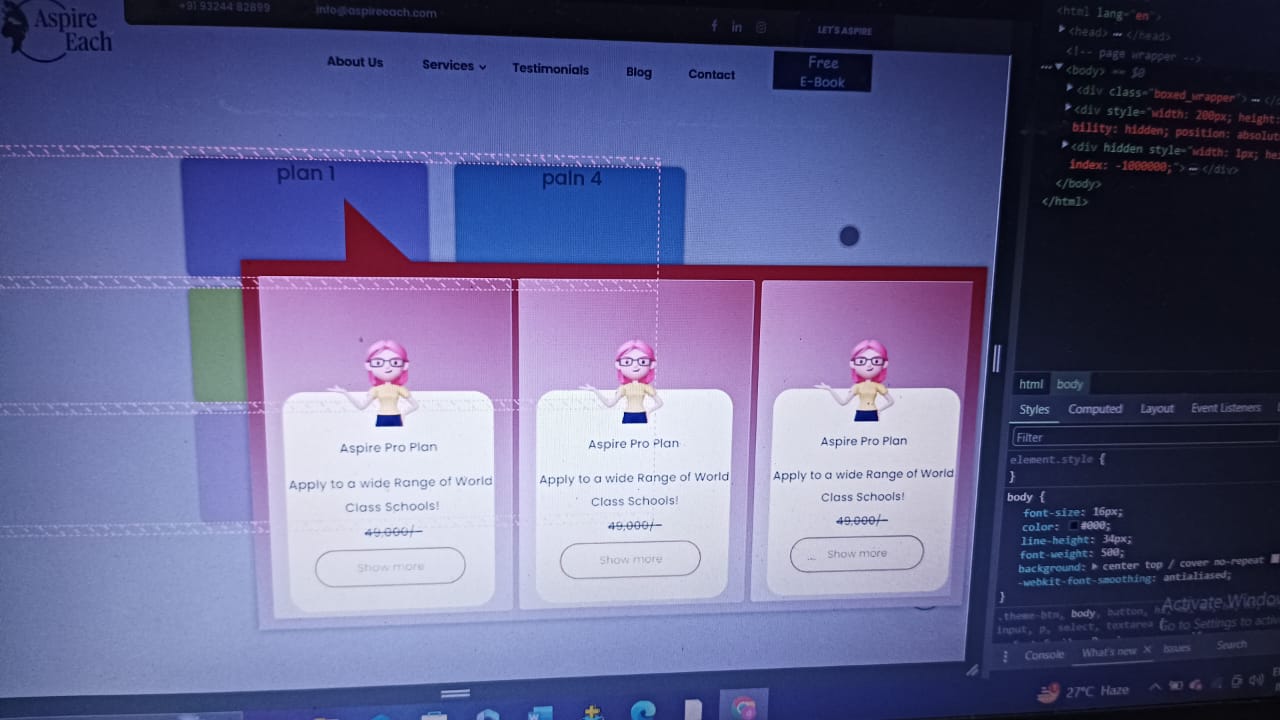 Aspire
Each
+91 93244 82899
info@aspireeach.com
LET'S ASPIRE
About Us
Services
Testimonials
Blog
Contact
Free
E-Book
plan 1
paln 4
Aspire Pro Plan
Apply to a wide Range of World
Class Schools!
49,000/-
Show more
Aspire Pro Plan
Apply to a wide Range of World
Class Schools!
49,000/-
Show more
Aspire Pro Plan
Apply to a wide Range of World
Class Schools!
49,000/-
Show more
<html lang="en">
<head> … </head>
<!-- page wrapper -->
<body> == $0
<div class="boxed_wrapper"> …
<div style="width: 200px; height:
bility: hidden; position: absolut
<div hidden style="width: 1px; he
index: -1000000;"> … </div>
</body>
</html>
html body
Styles Computed Layout Event Listeners
Filter
element.style {
}
body {
font-size: 16px;
color: #000;
line-height: 34px;
font-weight: 500;
background: center top / cover no-repeat
-webkit-font-smoothing: antialiased;
}
.theme-btn, body, button,
input, p, select, textarea
Activate Window
Go to Settings to activ
Console What's new Issues Search
27°C Haze